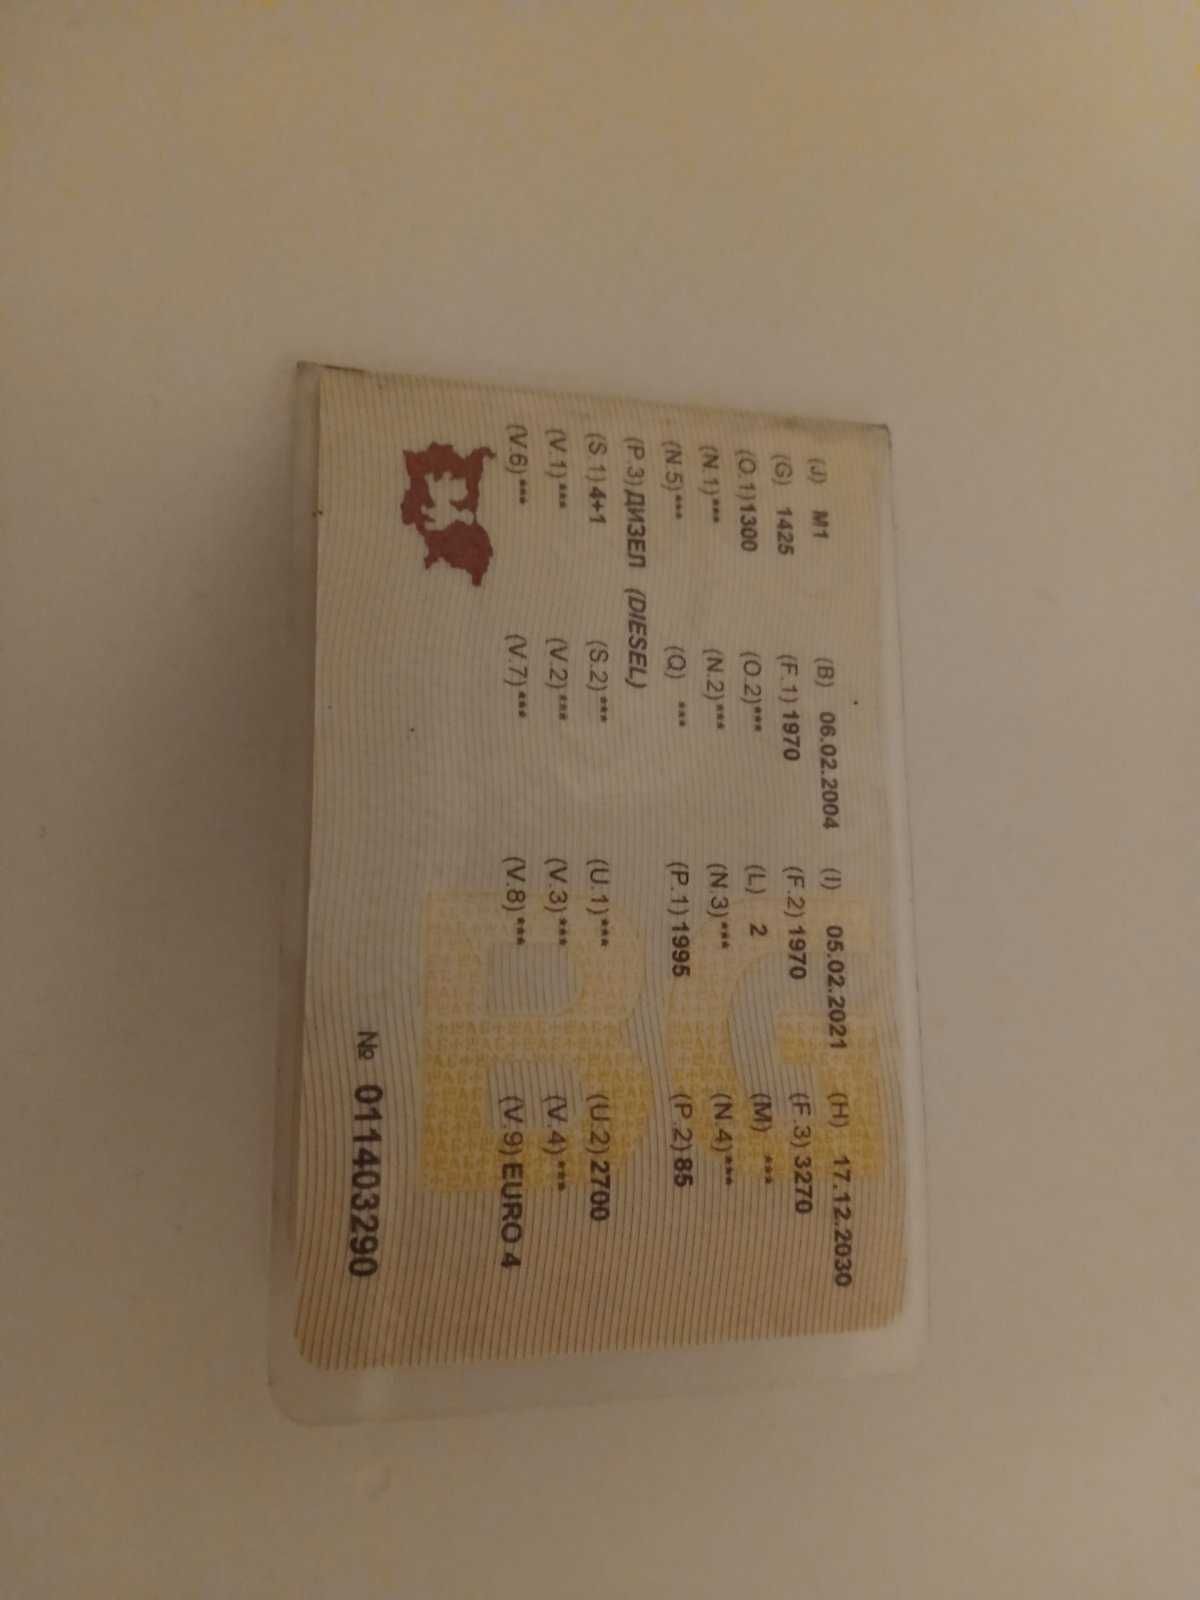 (J) M1 (B) 06.02.2004 (I) 05.02.2021 (H) 17.12.2030
(G) 1425 (F.1) 1970 (F.2) 1970 (F.3) 3270
(O.1) 1300 (O.2) *** (L) 2 (M) ***
(N.1) *** (N.2) *** (N.3) *** (N.4) ***
(N.5) *** (Q) *** (P.1) 1995 (P.2) 85
(P.3) ДИЗЕЛ (DIESEL)
(S.1) 4+1 (S.2) *** (U.1) *** (U.2) 2700
(V.1) *** (V.2) *** (V.3) *** (V.4) ***
(V.6) *** (V.7) *** (V.8) *** (V.9) EURO 4
№ 011403290